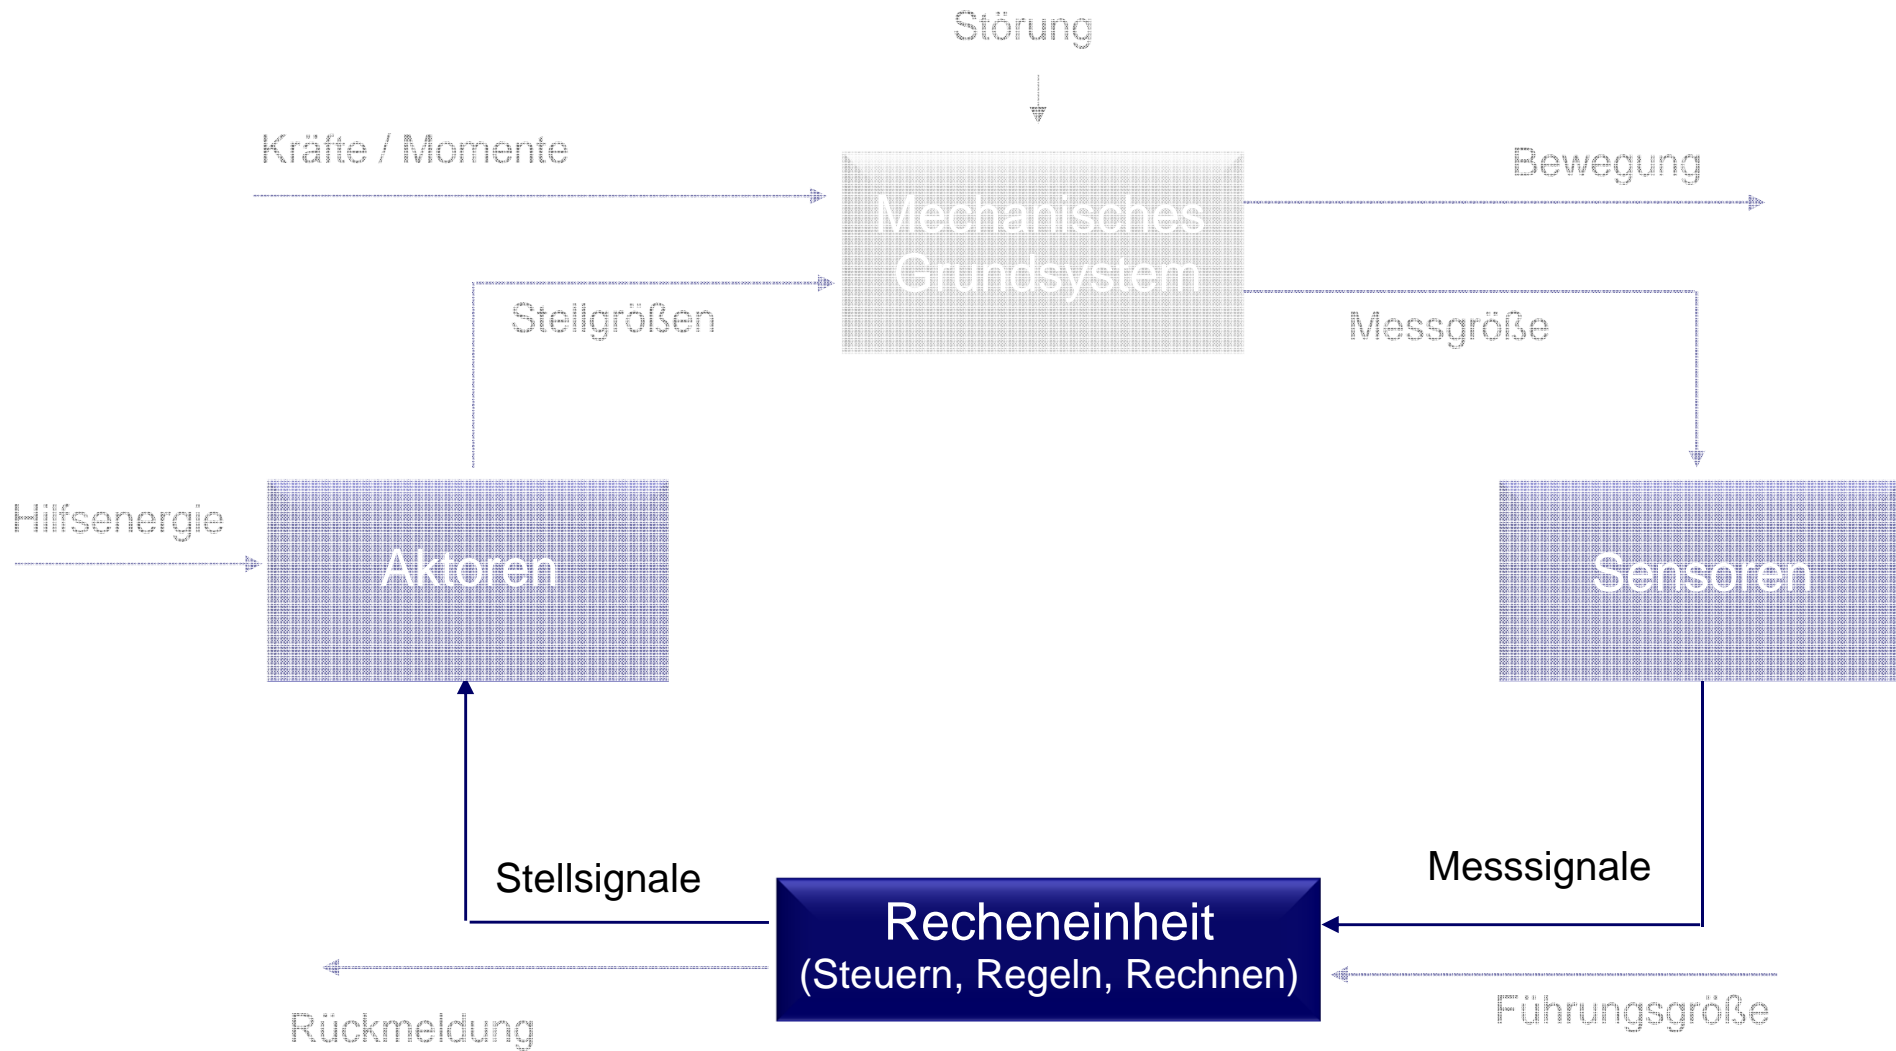 Störung
Kräfte / Momente
Bewegung
Mechanisches
Grundsystem
Stellgrößen
Messgröße
Hilfsenergie
Aktoren
Sensoren
Stellsignale
Messsignale
Recheneinheit
(Steuern, Regeln, Rechnen)
Rückmeldung
Führungsgröße